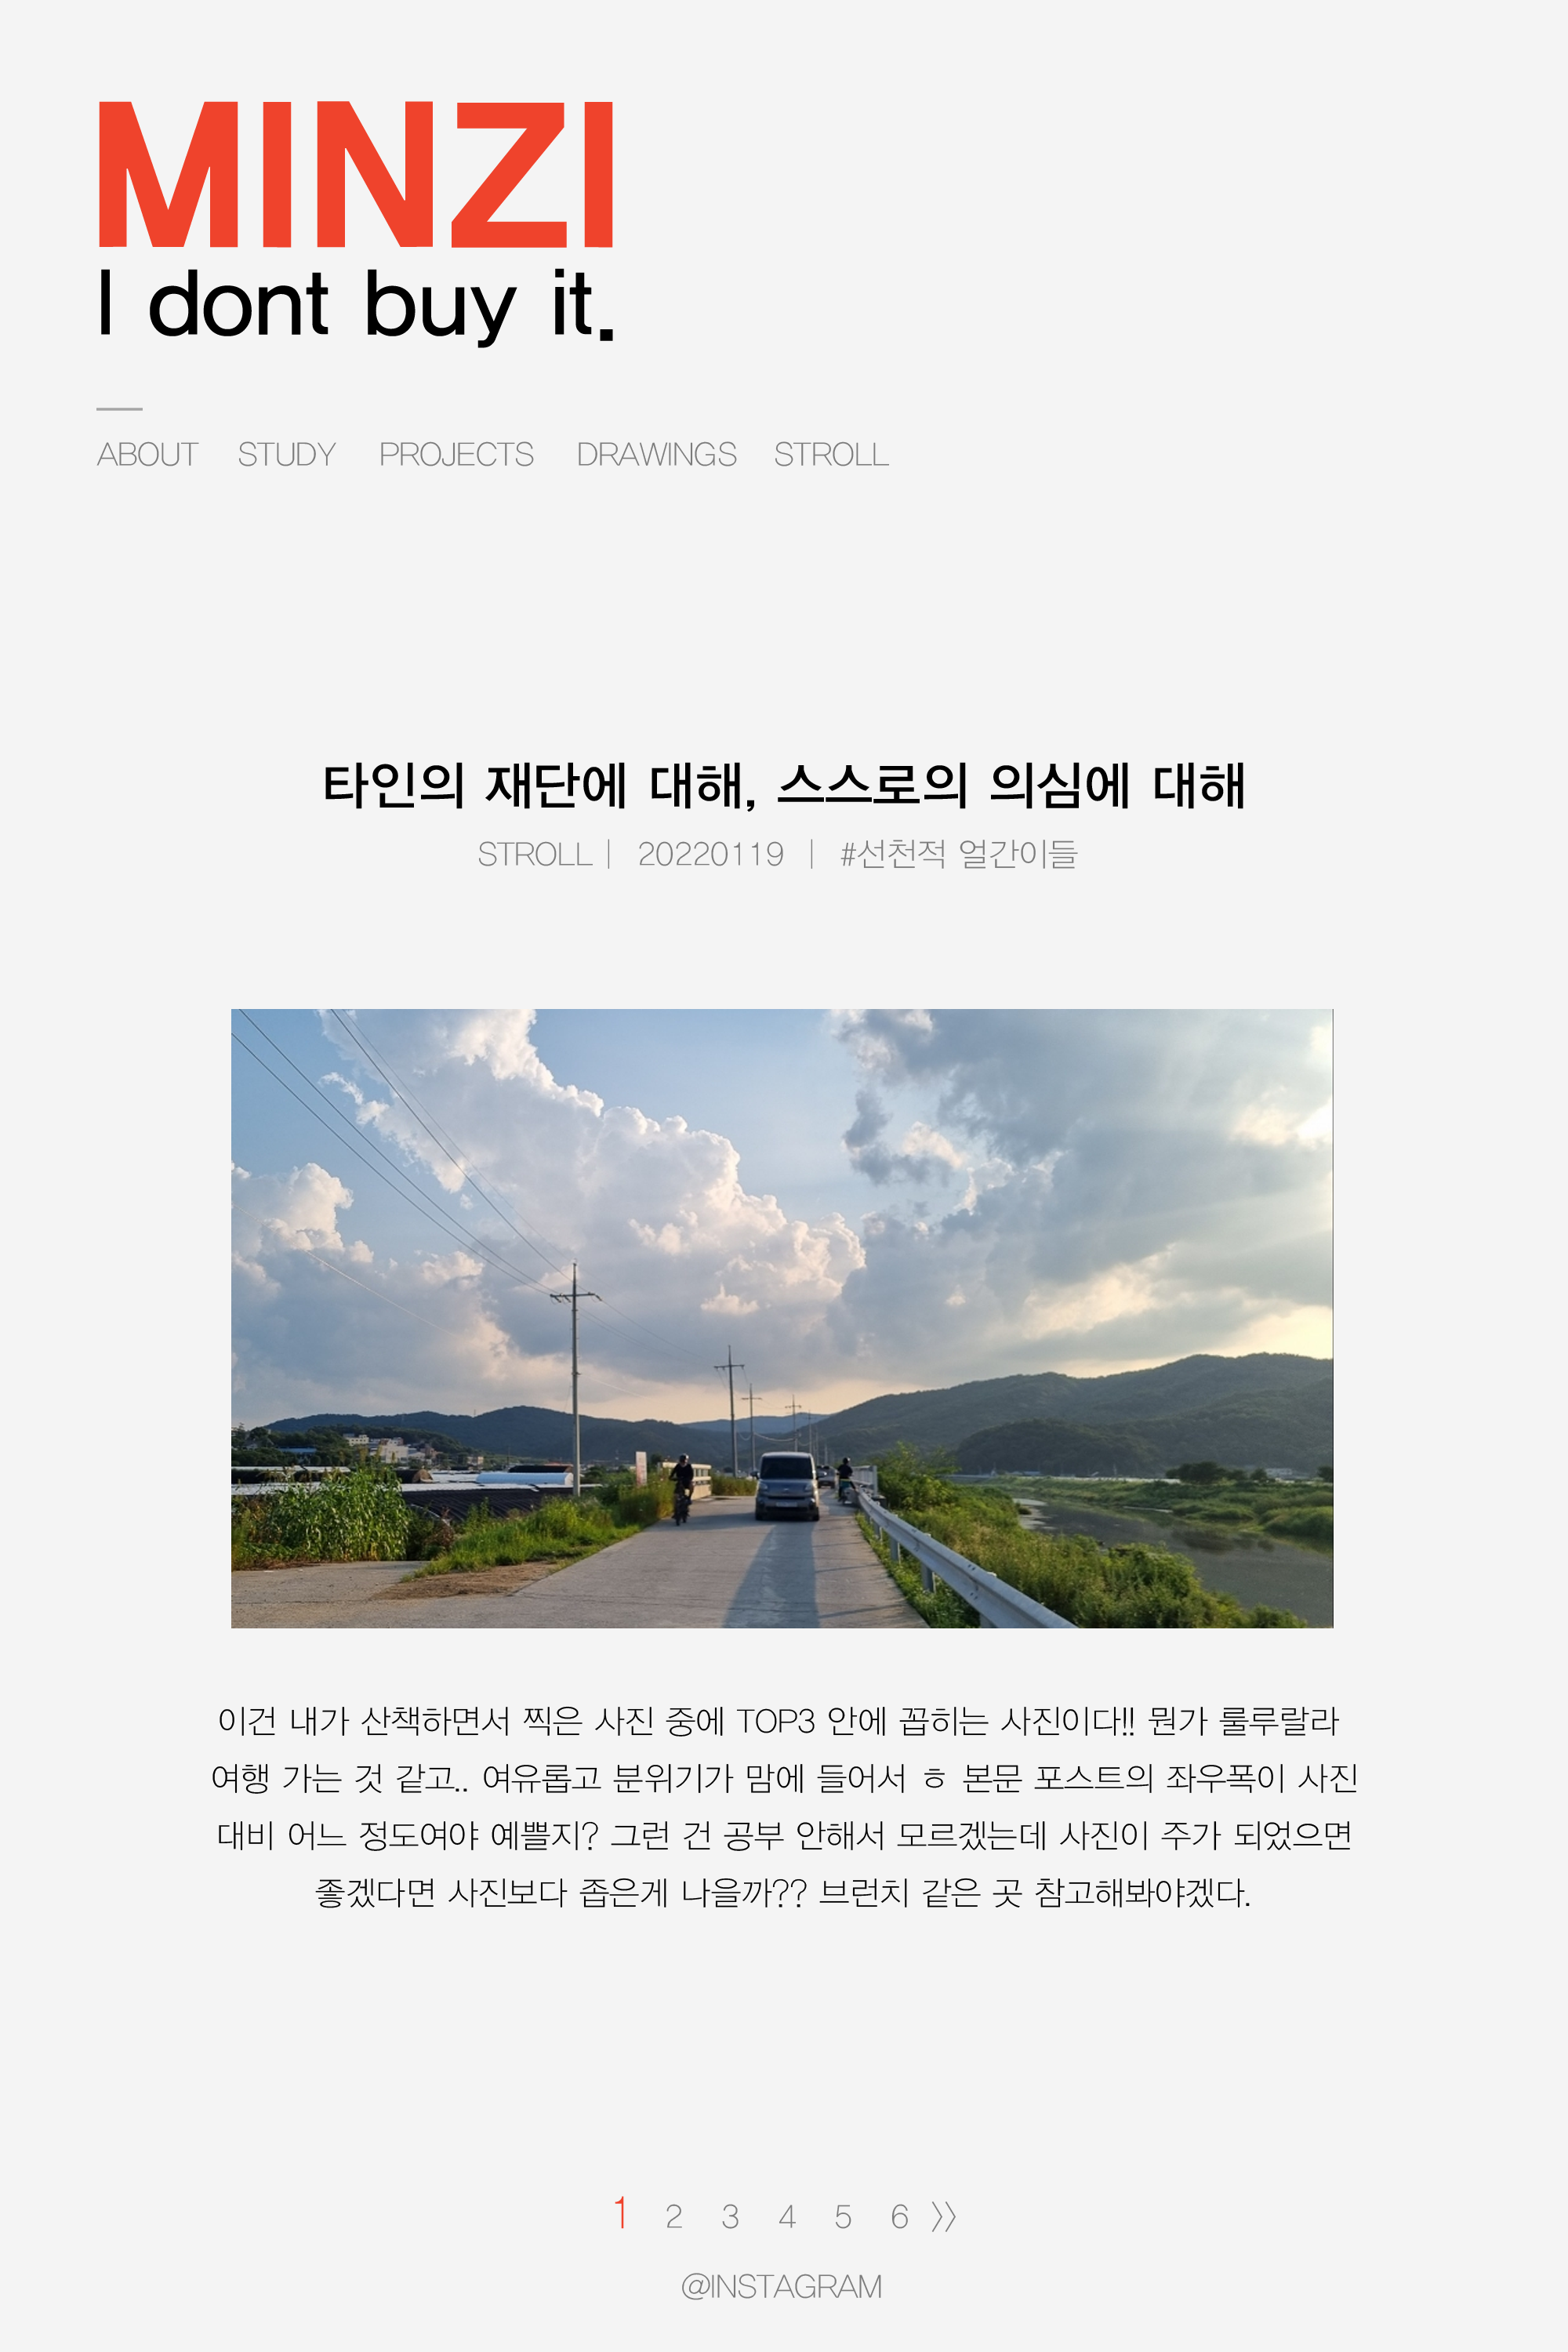 MINZI
I dont buy it.
ABOUT STUDY PROJECTS DRAWINGS STROLL
타인의 재단에 대해, 스스로의 의심에 대해
STROLL | 20220119 | #선천적 얼간이들
이건 내가 산책하면서 찍은 사진 중에 TOP3 안에 꼽히는 사진이다!! 뭔가 룰루랄라
여행 가는 것 같고.. 여유롭고 분위기가 맘에 들어서 ㅎ 본문 포스트의 좌우폭이 사진
대비 어느 정도여야 예쁠지? 그런 건 공부 안해서 모르겠는데 사진이 주가 되었으면
좋겠다면 사진보다 좁은게 나을까?? 브런치 같은 곳 참고해봐야겠다.
1 2 3 4 5 6 》
@INSTAGRAM